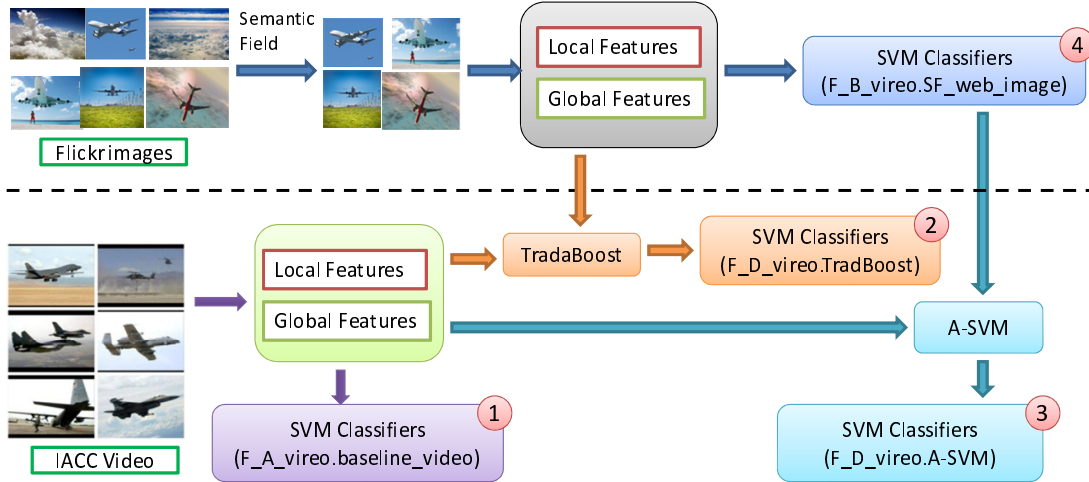 Semantic
Field
Local Features
Global Features
4
SVM Classifiers
(F_B_vireo.SF_web_image)
Flickrimages
2
Local Features
Global Features
TradaBoost
SVM Classifiers
(F_D_vireo.TradBoost)
A-SVM
1
SVM Classifiers
(F_A_vireo.baseline_video)
3
SVM Classifiers
(F_D_vireo.A-SVM)
IACC Video